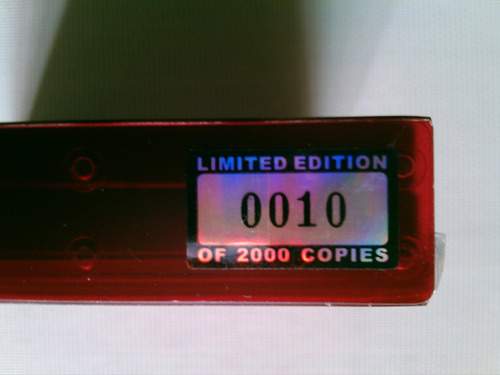 LIMITED EDITION
0010
OF 2000 COPIES